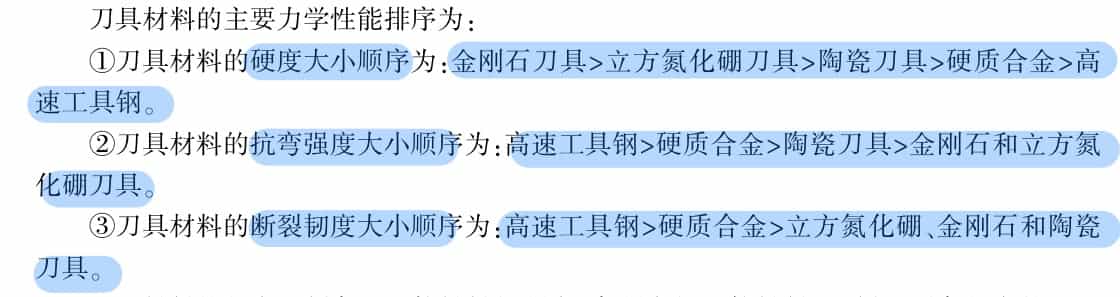 刀具材料的主要力学性能排序为:
①刀具材料的硬度大小顺序为:金刚石刀具>立方氮化硼刀具>陶瓷刀具>硬质合金>高
速工具钢。
②刀具材料的抗弯强度大小顺序为:高速工具钢>硬质合金>陶瓷刀具>金刚石和立方氮
化硼刀具。
③刀具材料的断裂韧度大小顺序为:高速工具钢>硬质合金>立方氮化硼、金刚石和陶瓷
刀具。